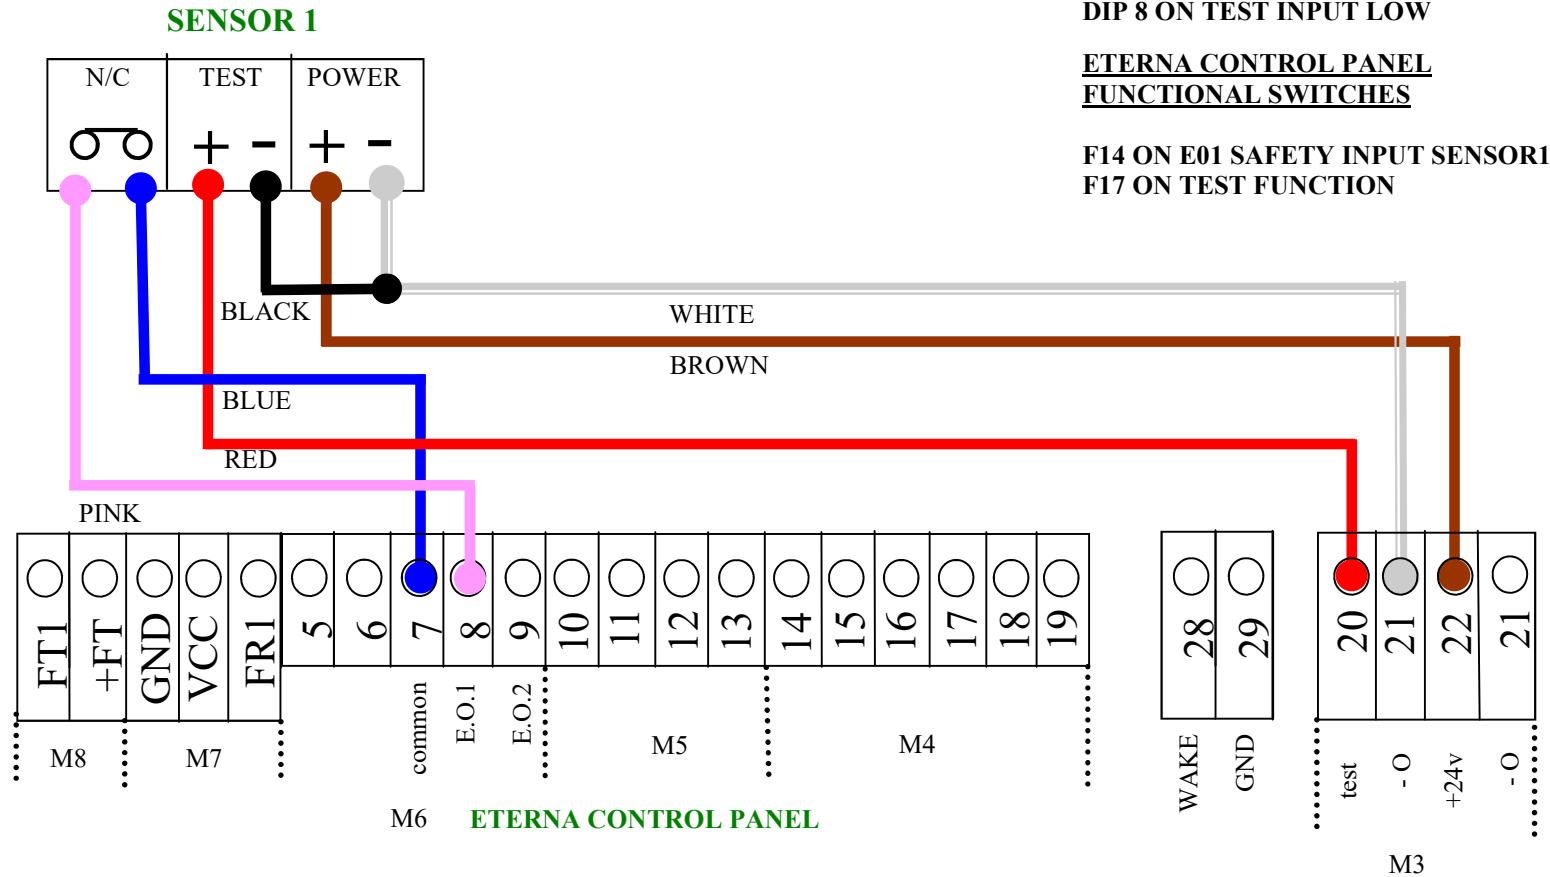 DIP 8 ON TEST INPUT LOW
SENSOR 1
ETERNA CONTROL PANEL
FUNCTIONAL SWITCHES
N/C TEST POWER
+ - + -
F14 ON E01 SAFETY INPUT SENSOR1
F17 ON TEST FUNCTION
BLACK
WHITE
BROWN
BLUE
RED
PINK
FT1 +FT GND VCC FR1 5 6 7 8 9 10 11 12 13 14 15 16 17 18 19 28 29 20 21 22 21
common E.O.1 E.O.2
WAKE GND test - O +24v - O
M8 M7 M5 M4
M6 ETERNA CONTROL PANEL
M3